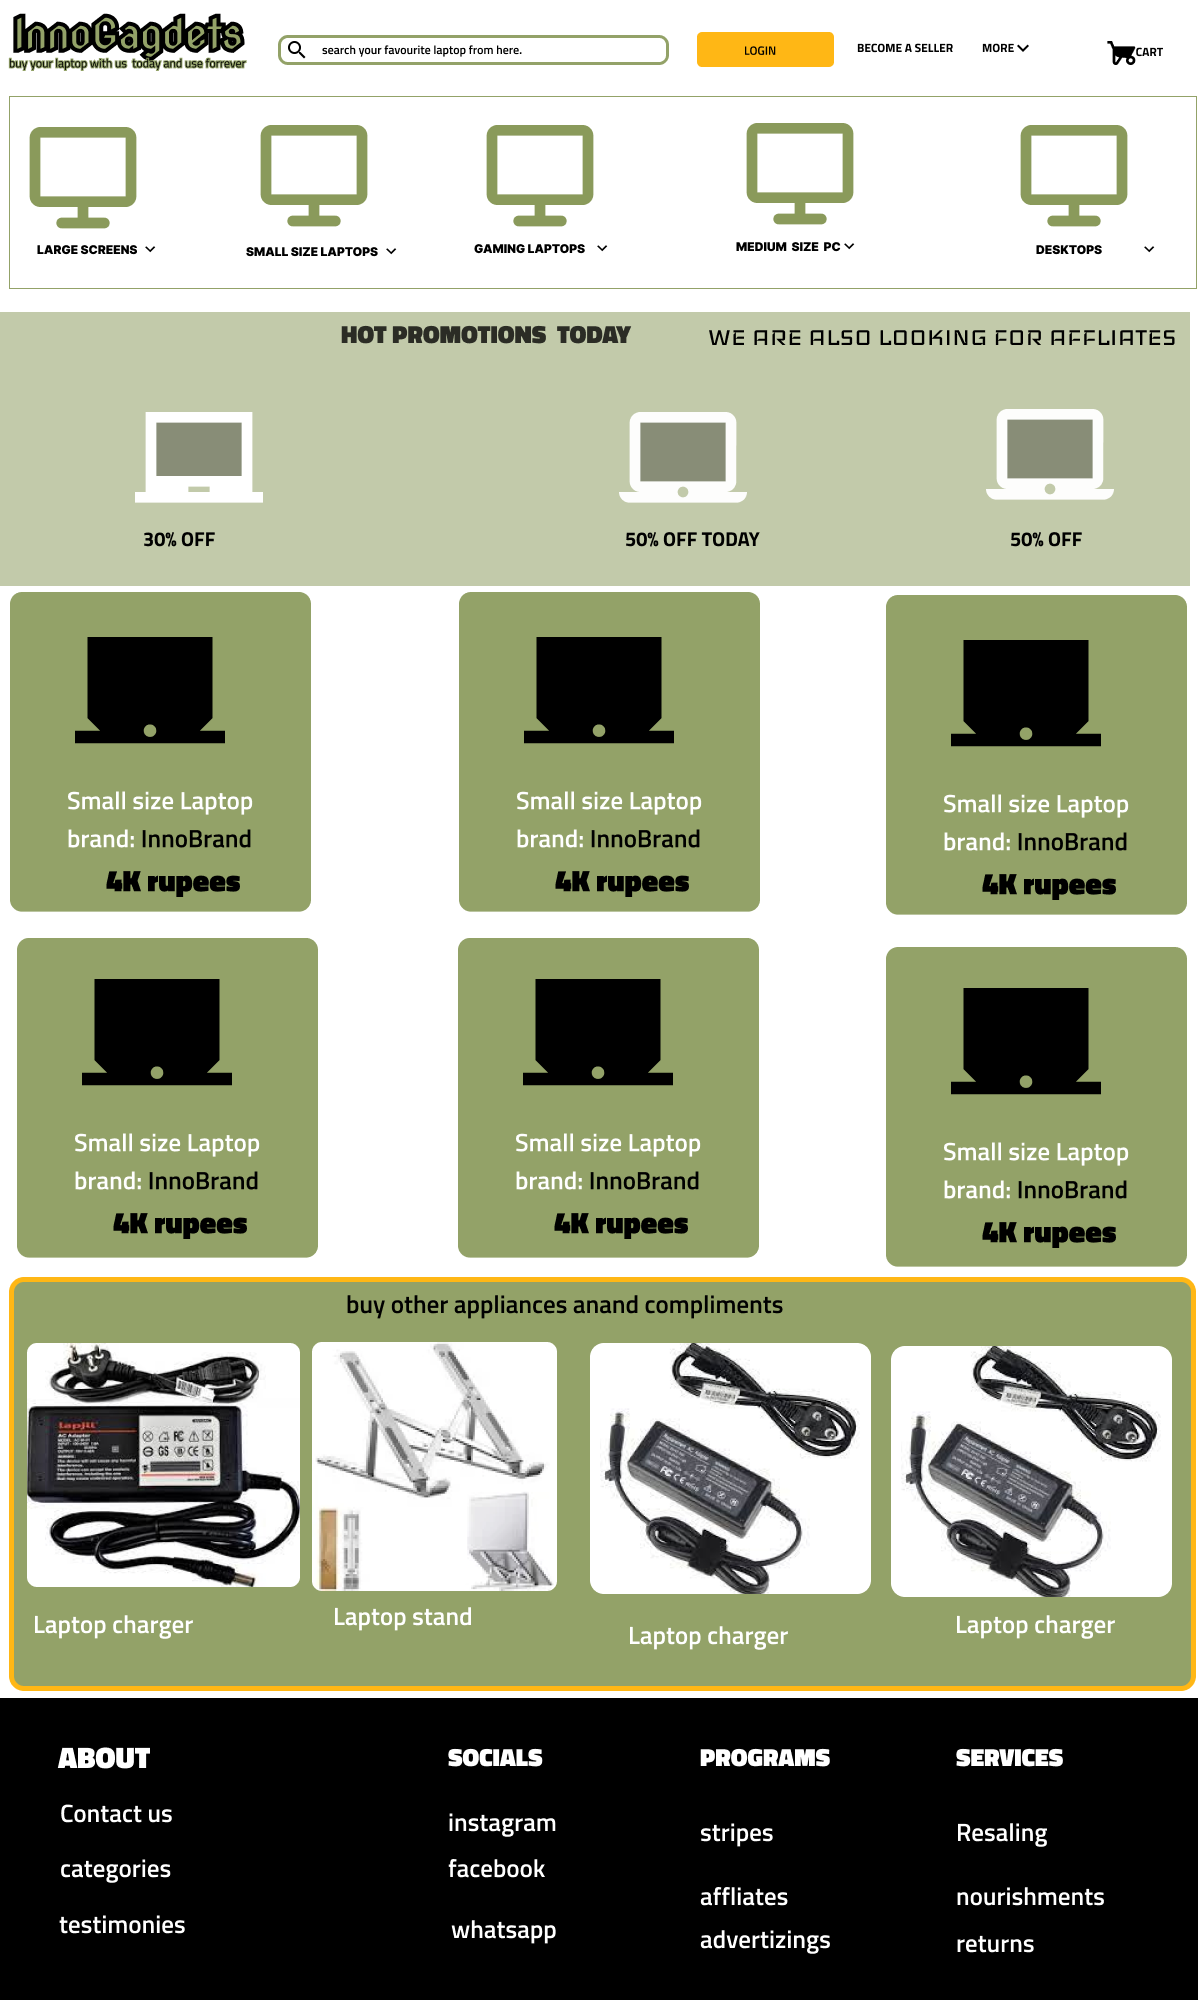 InnoGagdets
buy your laptop with us today and use forrever
search your favourite laptop from here.
LOGIN
BECOME A SELLER
MORE
CART
LARGE SCREENS
SMALL SIZE LAPTOPS
GAMING LAPTOPS
MEDIUM SIZE PC
DESKTOPS
HOT PROMOTIONS TODAY
WE ARE ALSO LOOKING FOR AFFLIATES
30% OFF
50% OFF TODAY
50% OFF
Small size Laptop
brand: InnoBrand
4K rupees
Small size Laptop
brand: InnoBrand
4K rupees
Small size Laptop
brand: InnoBrand
4K rupees
Small size Laptop
brand: InnoBrand
4K rupees
Small size Laptop
brand: InnoBrand
4K rupees
Small size Laptop
brand: InnoBrand
4K rupees
buy other appliances anand compliments
lapjii
AC Adapter
Laptop charger
Laptop stand
Laptop charger
Laptop charger
ABOUT
Contact us
categories
testimonies
SOCIALS
instagram
facebook
whatsapp
PROGRAMS
stripes
affliates
advertizings
SERVICES
Resaling
nourishments
returns